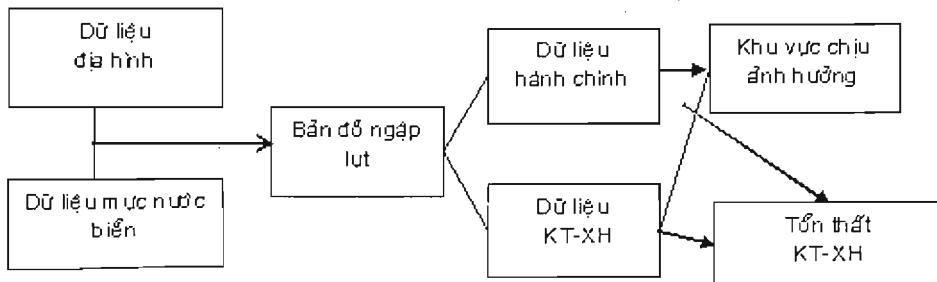 Dữ liệu
địa hình
Dữ liệu mực nước
biển
Bản đồ ngập
lụt
Dữ liệu
hánh chính
Dữ liệu
KT-XH
Khu vực chịu
ảnh hưởng
Tổn thất
KT-XH